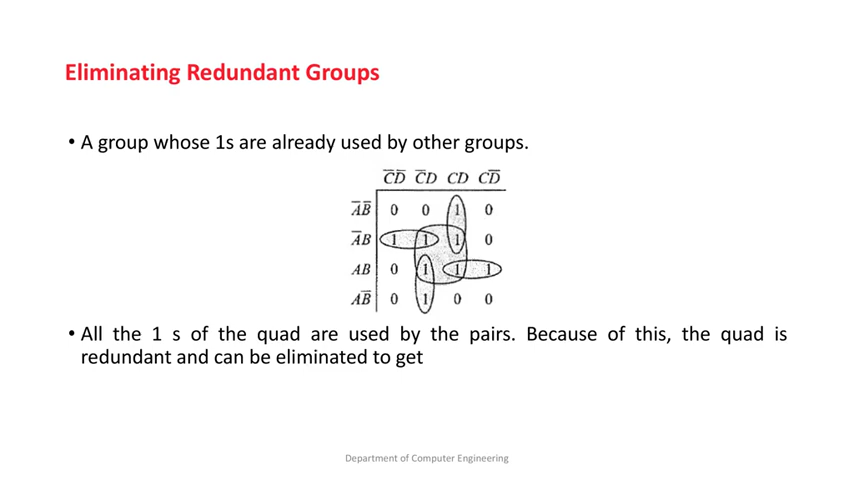 Eliminating Redundant Groups
• A group whose 1s are already used by other groups.
C̅D̅ C̅D CD CD̅
A̅B̅ 0 0 1 0
A̅B 1 1 1 0
AB 0 1 1 1
AB̅ 0 1 0 0
• All the 1 s of the quad are used by the pairs. Because of this, the quad is
redundant and can be eliminated to get
Department of Computer Engineering